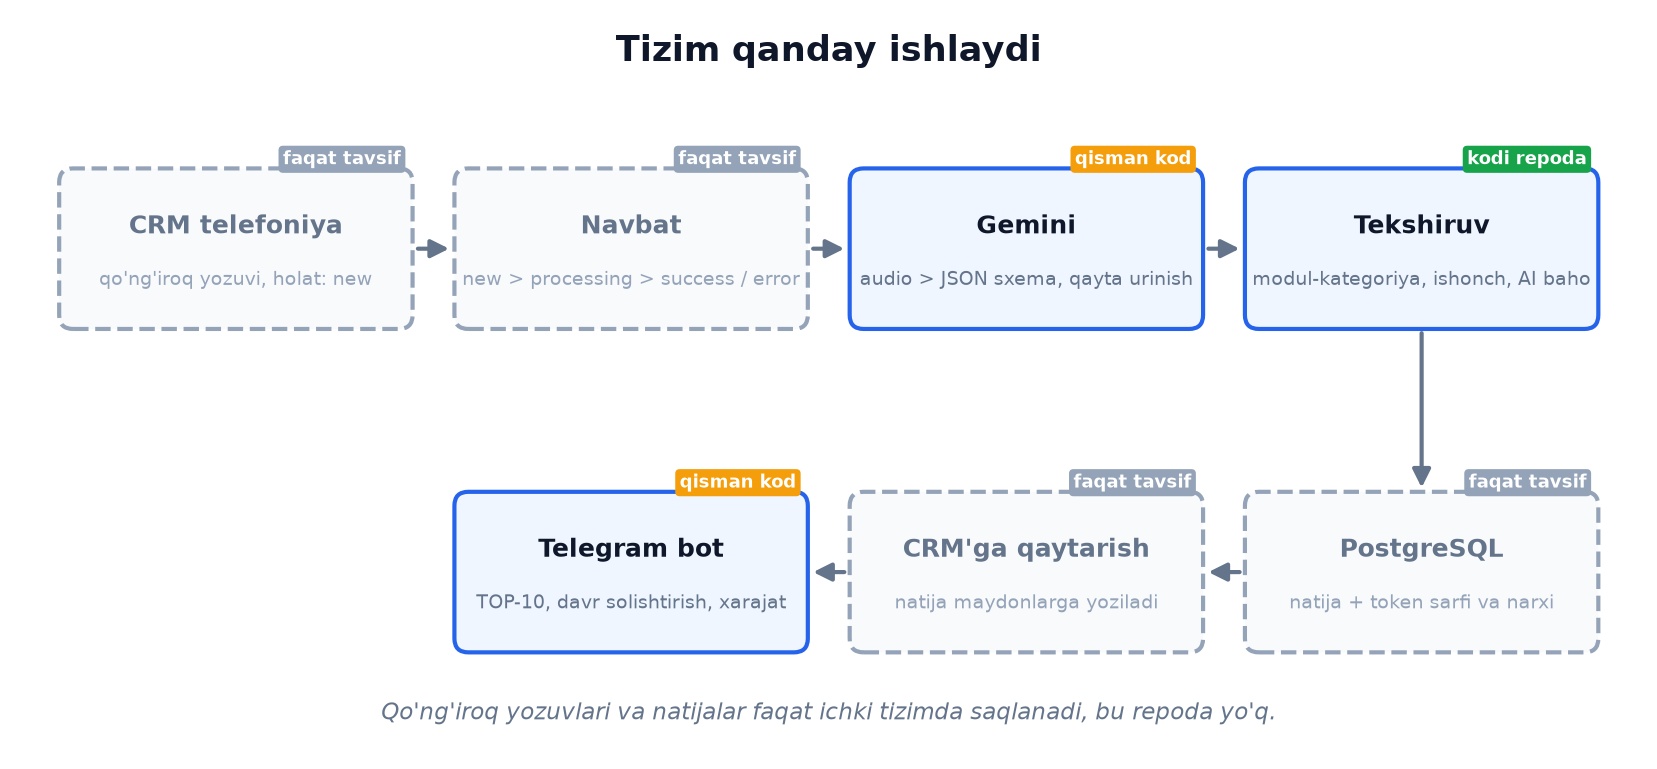 Tizim qanday ishlaydi
faqat tavsif
CRM telefoniya
qo'ng'iroq yozuvi, holat: new
faqat tavsif
Navbat
new > processing > success / error
qisman kod
Gemini
audio > JSON sxema, qayta urinish
kodi repoda
Tekshiruv
modul-kategoriya, ishonch, AI baho
qisman kod
Telegram bot
TOP-10, davr solishtirish, xarajat
faqat tavsif
CRM'ga qaytarish
natija maydonlarga yoziladi
faqat tavsif
PostgreSQL
natija + token sarfi va narxi
Qo'ng'iroq yozuvlari va natijalar faqat ichki tizimda saqlanadi, bu repoda yo'q.